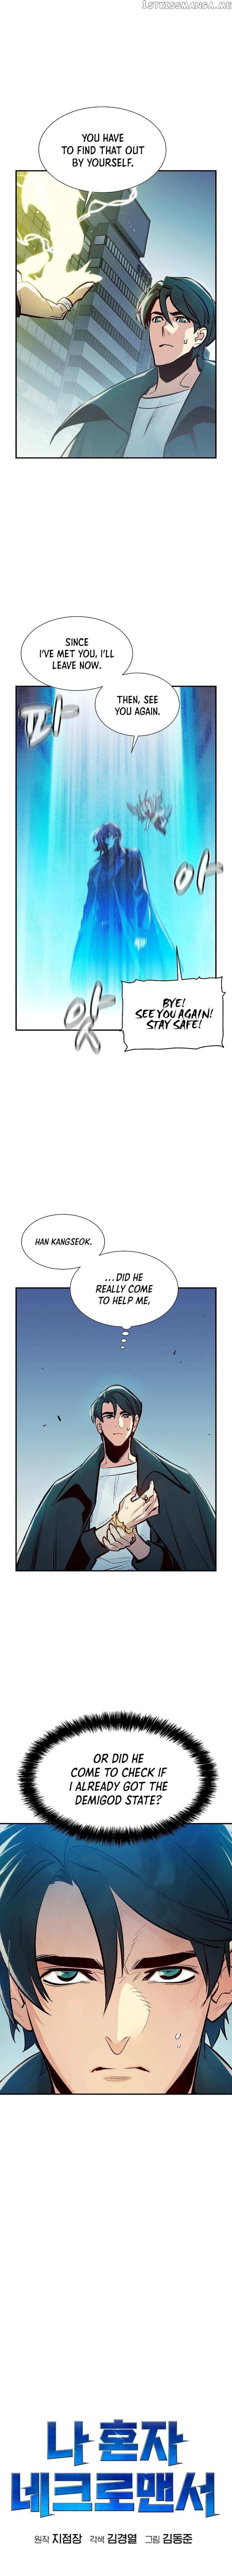 1STKISSMANGA.ME
YOU HAVE
TO FIND THAT OUT
BY YOURSELF.
SINCE
I'VE MET YOU, I'LL
LEAVE NOW.
THEN, SEE
YOU AGAIN.
파
아
앗
BYE!
SEE YOU AGAIN!
STAY SAFE!
HAN KANGSEOK.
...DID HE
REALLY COME
TO HELP ME,
OR DID HE
COME TO CHECK IF
I ALREADY GOT THE
DEMIGOD STATE?
나 혼자
네크로맨서
원작 지점장 각색 김경열 그림 김동준